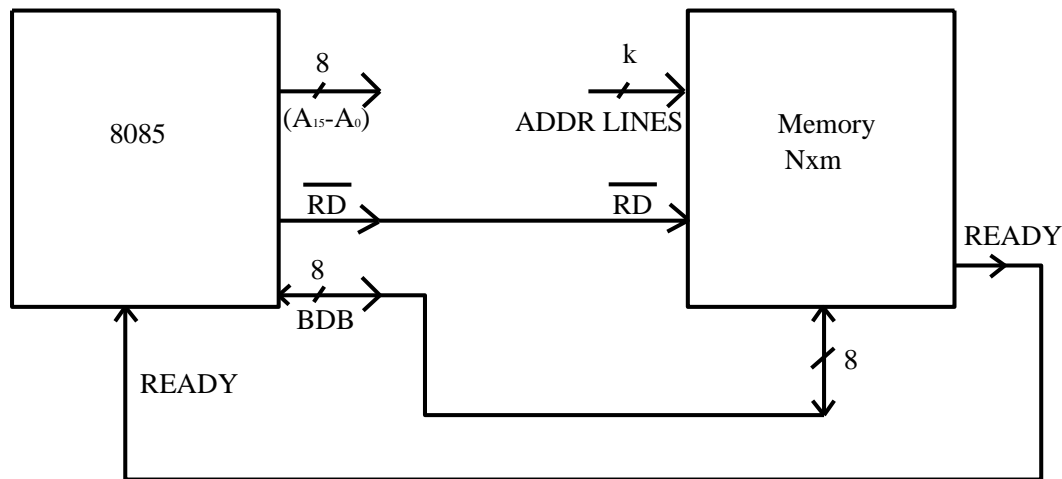 8
k
(A₁₅-A₀)
ADDR LINES
8085
Memory
Nxm
RD
RD
READY
8
BDB
8
READY